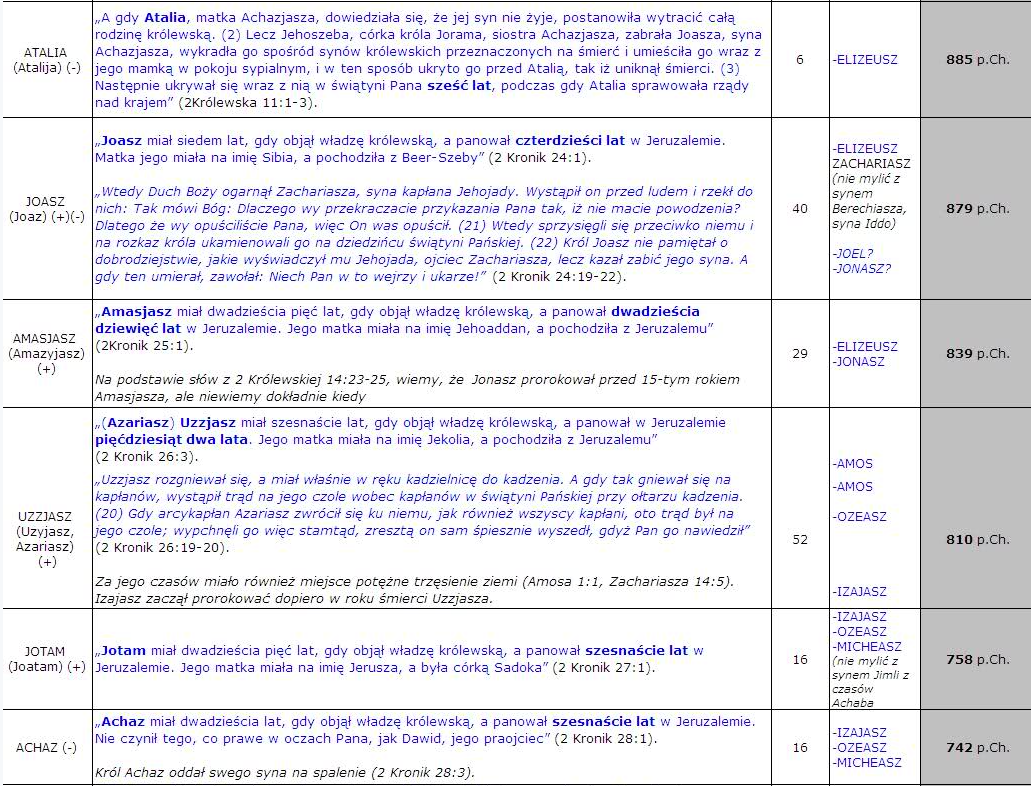 ATALIA
(Atalija) (-)
„A gdy Atalia, matka Achazjasza, dowiedziała się, że jej syn nie żyje, postanowiła wytracić całą
rodzinę królewską. (2) Lecz Jehoszeba, córka króla Jorama, siostra Achazjasza, zabrała Joasza, syna
Achazjasza, wykradła go spośród synów królewskich przeznaczonych na śmierć i umieściła go wraz z
jego mamką w pokoju sypialnym, i w ten sposób ukryto go przed Atalią, tak iż uniknął śmierci. (3)
Następnie ukrywał się wraz z nią w świątyni Pana sześć lat, podczas gdy Atalia sprawowała rządy
nad krajem” (2Królewska 11:1-3).
6
-ELIZEUSZ
885 p.Ch.
JOASZ
(Joaz) (+)(-)
„Joasz miał siedem lat, gdy objął władzę królewską, a panował czterdzieści lat w Jeruzalemie.
Matka jego miała na imię Sibia, a pochodziła z Beer-Szeby” (2 Kronik 24:1).
„Wtedy Duch Boży ogarnął Zachariasza, syna kapłana Jehojady. Wystąpił on przed ludem i rzekł do
nich: Tak mówi Bóg: Dlaczego wy przekraczacie przykazania Pana tak, iż nie macie powodzenia?
Dlatego że wy opuściliście Pana, więc On was opuścił. (21) Wtedy sprzysięgli się przeciwko niemu i
na rozkaz króla ukamienowali go na dziedzińcu świątyni Pańskiej. (22) Król Joasz nie pamiętał o
dobrodziejstwie, jakie wyświadczył mu Jehojada, ojciec Zachariasza, lecz kazał zabić jego syna. A
gdy ten umierał, zawołał: Niech Pan w to wejrzy i ukarze!” (2 Kronik 24:19-22).
40
-ELIZEUSZ
ZACHARIASZ
(nie mylić z
synem
Berechiasza,
syna Iddo)
-JOEL?
-JONASZ?
879 p.Ch.
AMASJASZ
(Amazyjasz)
(+)
„Amasjasz miał dwadzieścia pięć lat, gdy objął władzę królewską, a panował dwadzieścia
dziewięć lat w Jeruzalemie. Jego matka miała na imię Jehoaddan, a pochodziła z Jeruzalemu”
(2Kronik 25:1).
Na podstawie słów z 2 Królewskiej 14:23-25, wiemy, że Jonasz prorokował przed 15-tym rokiem
Amasjasza, ale niewiemy dokładnie kiedy
29
-ELIZEUSZ
-JONASZ
839 p.Ch.
UZZJASZ
(Uzyjasz,
Azariasz)
(+)
„(Azariasz) Uzzjasz miał szesnaście lat, gdy objął władzę królewską, a panował w Jeruzalemie
pięćdziesiąt dwa lata. Jego matka miała na imię Jekolia, a pochodziła z Jeruzalemu”
(2 Kronik 26:3).
„Uzzjasz rozgniewał się, a miał właśnie w ręku kadzielnicę do kadzenia. A gdy tak gniewał się na
kapłanów, wystąpił trąd na jego czole wobec kapłanów w świątyni Pańskiej przy ołtarzu kadzenia.
(20) Gdy arcykapłan Azariasz zwrócił się ku niemu, jak również wszyscy kapłani, oto trąd był na
jego czole; wypchnęli go więc stamtąd, zresztą on sam śpiesznie wyszedł, gdyż Pan go nawiedził”
(2 Kronik 26:19-20).
Za jego czasów miało również miejsce potężne trzęsienie ziemi (Amosa 1:1, Zachariasza 14:5).
Izajasz zaczął prorokować dopiero w roku śmierci Uzzjasza.
52
-AMOS
-AMOS
-OZEASZ
-IZAJASZ
810 p.Ch.
JOTAM
(Joatam) (+)
„Jotam miał dwadzieścia pięć lat, gdy objął władzę królewską, a panował szesnaście lat w
Jeruzalemie. Jego matka miała na imię Jerusza, a była córką Sadoka” (2 Kronik 27:1).
16
-IZAJASZ
-OZEASZ
-MICHEASZ
(nie mylić z
synem Jimli z
czasów
Achaba
758 p.Ch.
ACHAZ (-)
„Achaz miał dwadzieścia lat, gdy objął władzę królewską, a panował szesnaście lat w Jeruzalemie.
Nie czynił tego, co prawe w oczach Pana, jak Dawid, jego praojciec” (2 Kronik 28:1).
Król Achaz oddał swego syna na spalenie (2 Kronik 28:3).
16
-IZAJASZ
-OZEASZ
-MICHEASZ
742 p.Ch.